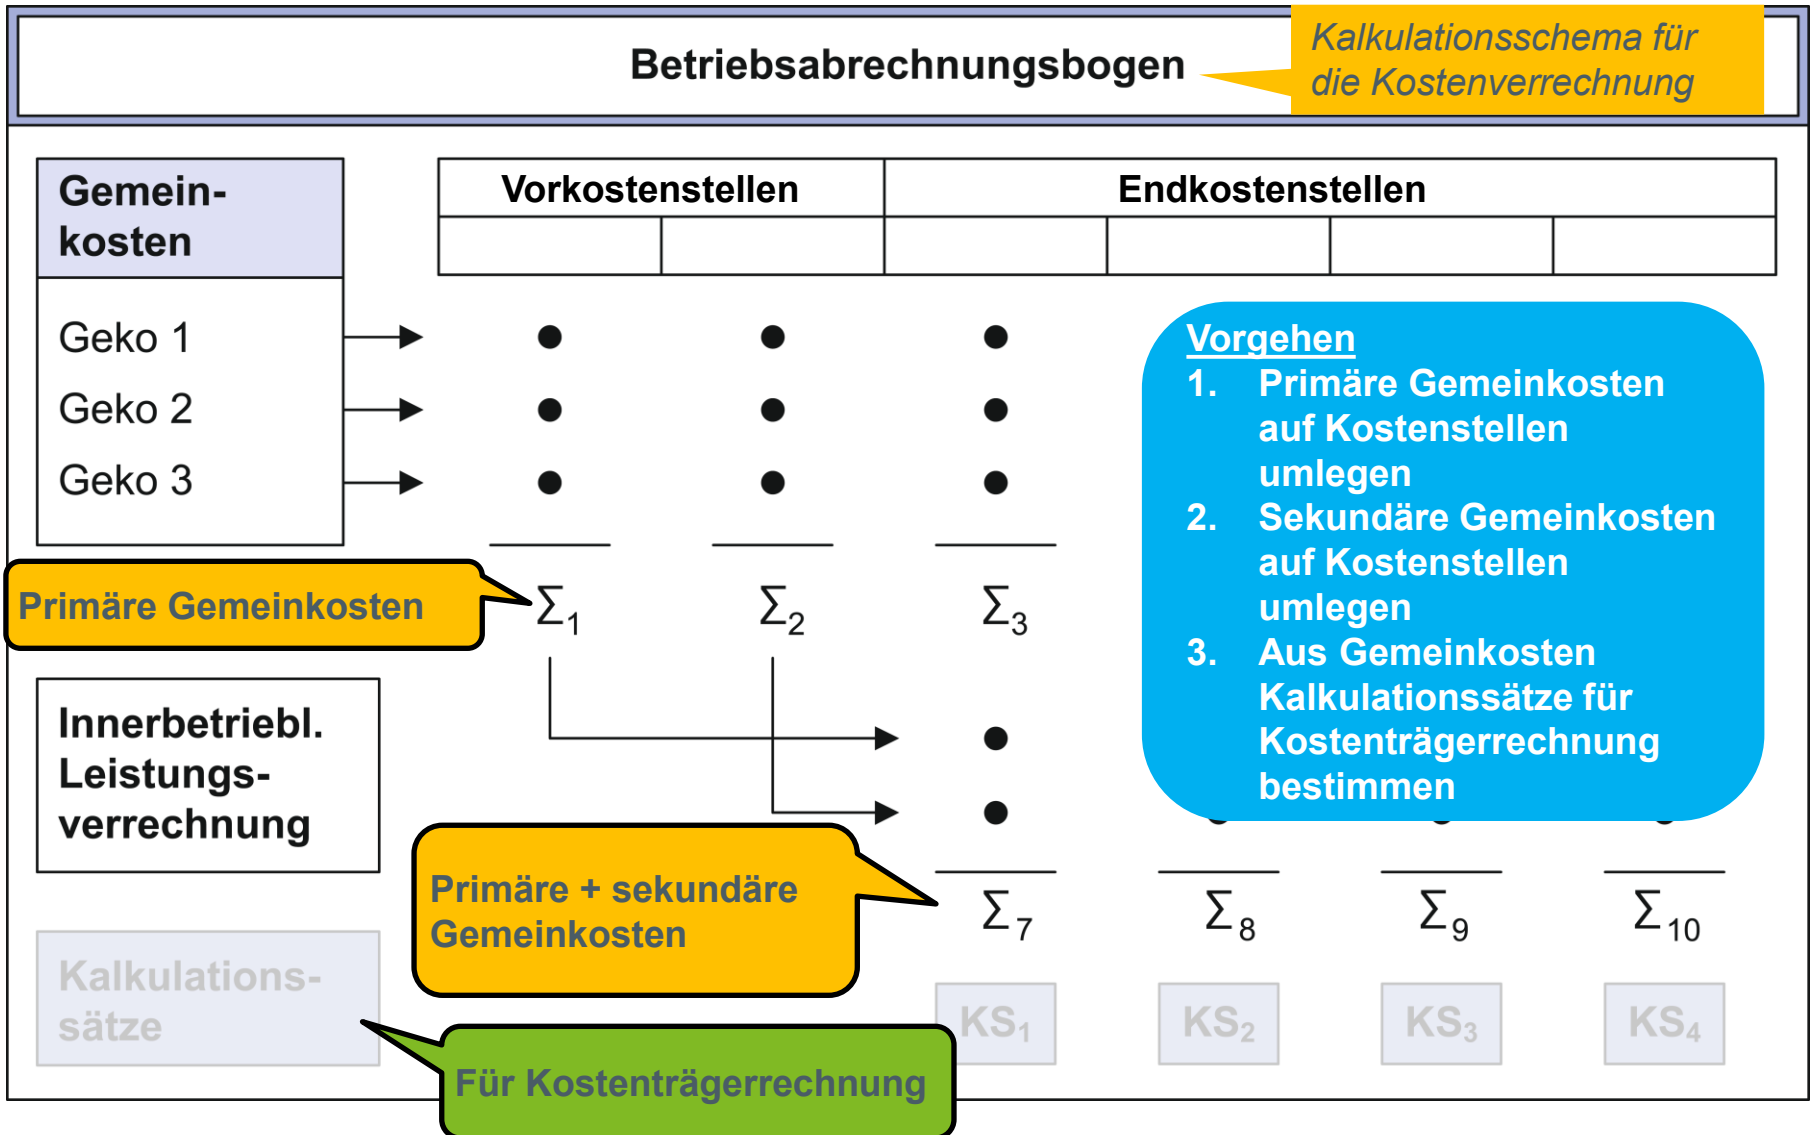 Betriebsabrechnungsbogen
Kalkulationsschema für
die Kostenverrechnung
Gemein-
kosten
Vorkostenstellen
Endkostenstellen
Geko 1
Geko 2
Geko 3
Vorgehen
1. Primäre Gemeinkosten
auf Kostenstellen
umlegen
2. Sekundäre Gemeinkosten
auf Kostenstellen
umlegen
3. Aus Gemeinkosten
Kalkulationssätze für
Kostenträgerrechnung
bestimmen
Primäre Gemeinkosten
Σ1 Σ2 Σ3
Innerbetriebl.
Leistungs-
verrechnung
Primäre + sekundäre
Gemeinkosten
Σ7 Σ8 Σ9 Σ10
Kalkulations-
sätze
KS1 KS2 KS3 KS4
Für Kostenträgerrechnung